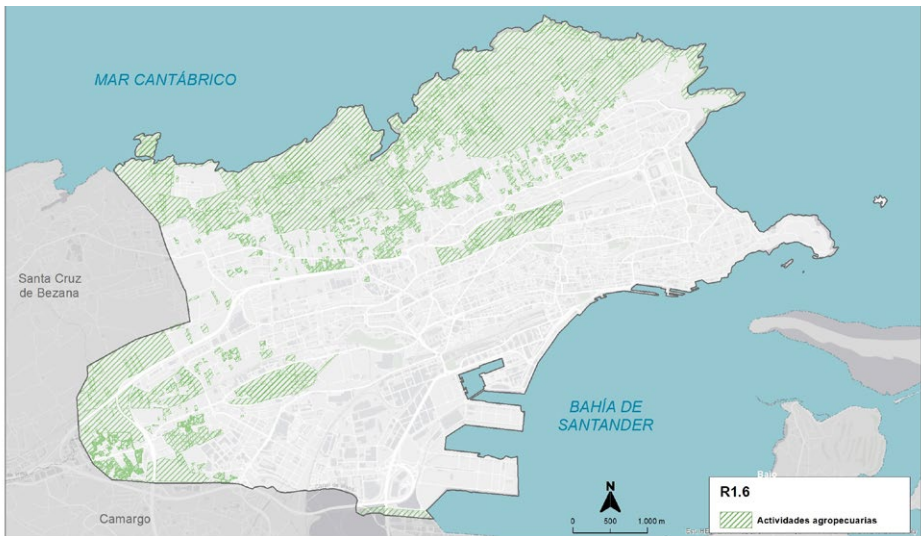 MAR CANTÁBRICO
Santa Cruz
de Bezana
BAHÍA DE
SANTANDER
Camargo
N
0 500 1.000 m
R1.6
Actividades agropecuarias